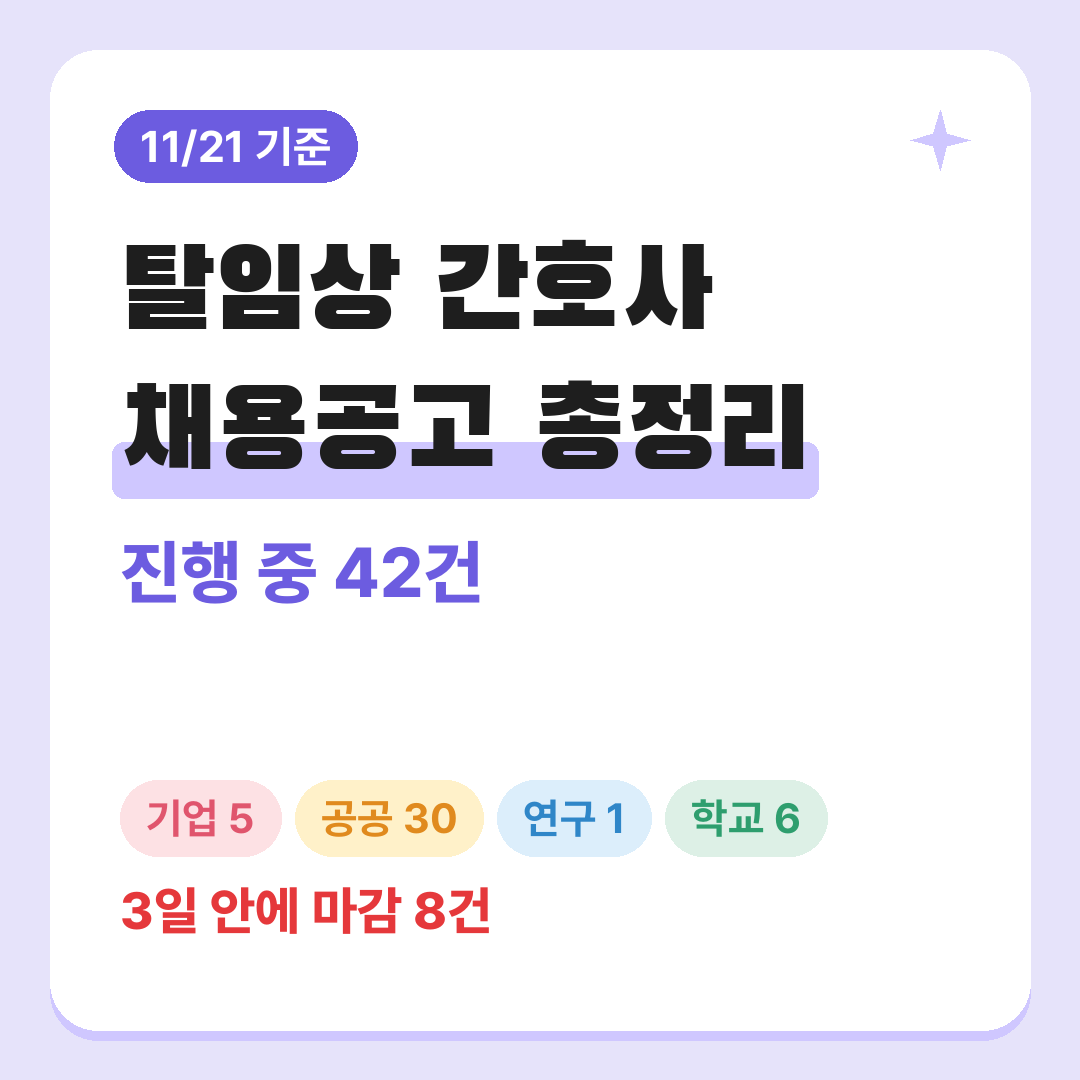 11/21 기준
탈임상 간호사
채용공고 총정리
진행 중 42건
기업 5 공공 30 연구 1 학교 6
3일 안에 마감 8건